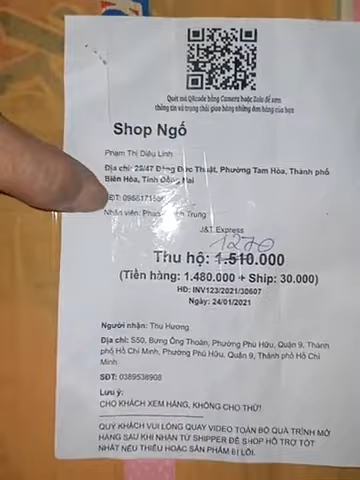 Quét mã QRcode bằng Camera hoặc Zalo để xem
thông tin và trạng thái giao hàng những đơn hàng của bạn
Shop Ngố
Phạm Thị Diệu Linh
Địa chỉ: 22/47 Đặng Đức Thuật, Phường Tam Hòa, Thành phố
Biên Hòa, Tỉnh Đồng Nai
Nhân viên: Trung
J&T Express
1270
Thu hộ: 1.510.000
(Tiền hàng: 1.480.000 + Ship: 30.000)
HĐ: INV123/2021/30607
Ngày: 24/01/2021
Người nhận: Thu Hương
Địa chỉ: S50, Bưng Ông Thoàn, Phường Phú Hữu, Quận 9, Thành
phố Hồ Chí Minh, Phường Phú Hữu, Quận 9, Thành phố Hồ Chí
Minh
SĐT: 0389538908
Lưu ý:
CHO KHÁCH XEM HÀNG, KHÔNG CHO THỬ!
QUÝ KHÁCH VUI LÒNG QUAY VIDEO TOÀN BỘ QUÁ TRÌNH MỞ
HÀNG SAU KHI NHẬN TỪ SHIPPER ĐỂ SHOP HỖ TRỢ TỐT
NHẤT NẾU THIẾU HOẶC SẢN PHẨM BỊ LỖI.